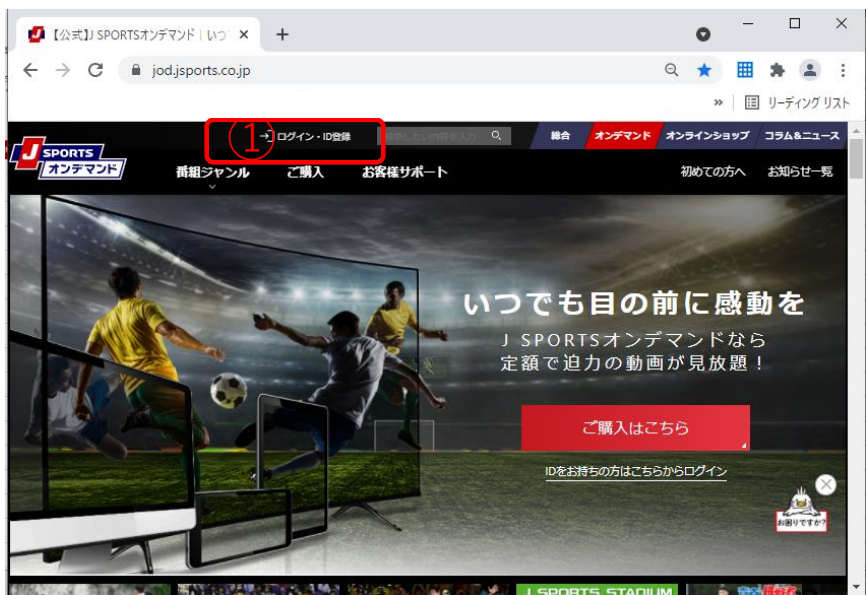 【公式】J SPORTSオンデマンド｜いつ
jod.jsports.co.jp
» リーディング リスト
①
ログイン・ID登録
総合 オンデマンド オンラインショップ コラム&ニュース
J SPORTS
オンデマンド
番組ジャンル ご購入 お客様サポート 初めての方へ お知らせ一覧
いつでも目の前に感動を
J SPORTSオンデマンドなら
定額で迫力の動画が見放題！
ご購入はこちら
IDをお持ちの方はこちらからログイン
お困りですか?
J SPORTS STADIUM